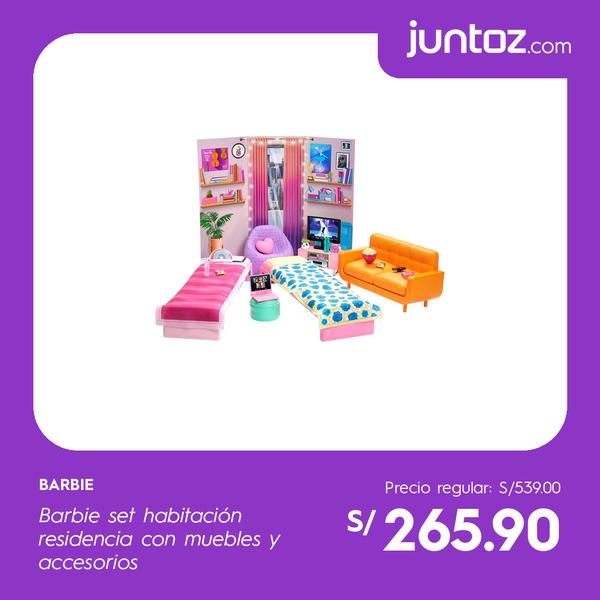 juntoz.com
BARBIE
Barbie set habitación
residencia con muebles y
accesorios
Precio regular: S/539.00
S/ 265.90